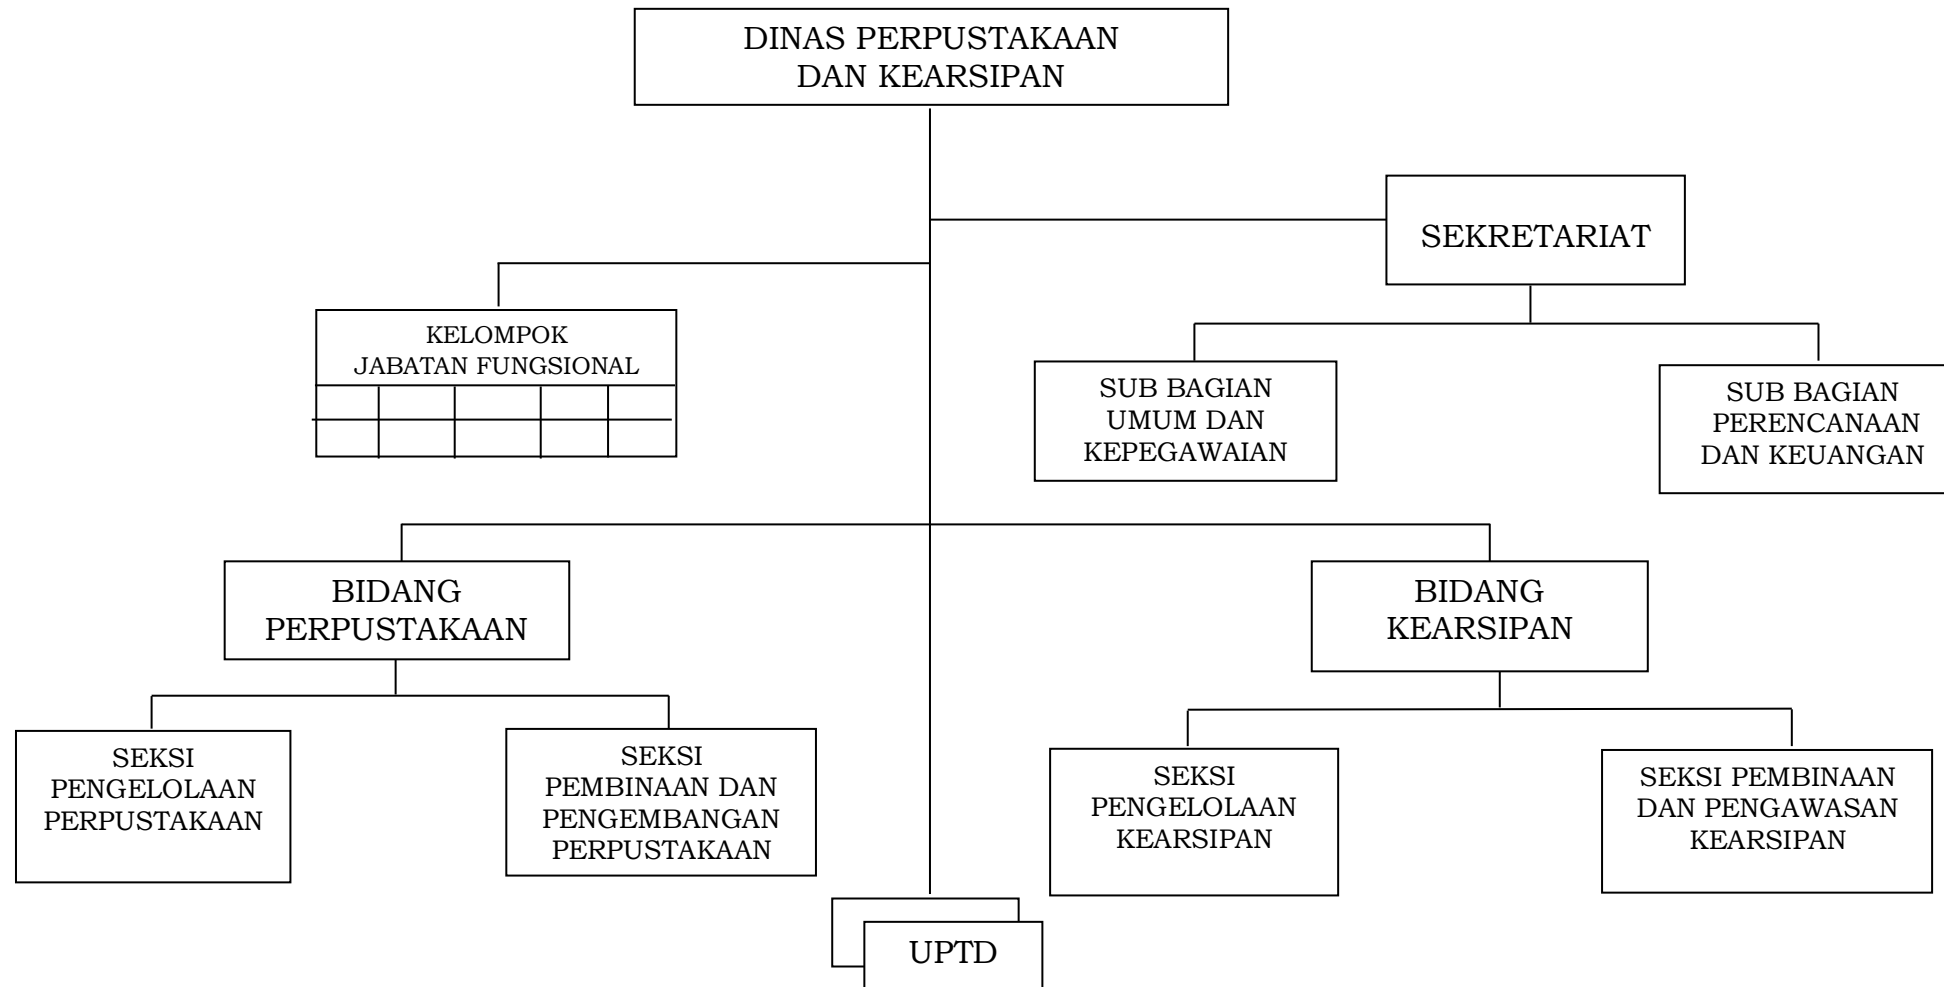 DINAS PERPUSTAKAAN
DAN KEARSIPAN
SEKRETARIAT
KELOMPOK
JABATAN FUNGSIONAL
SUB BAGIAN
UMUM DAN
KEPEGAWAIAN
SUB BAGIAN
PERENCANAAN
DAN KEUANGAN
BIDANG
PERPUSTAKAAN
BIDANG
KEARSIPAN
SEKSI
PENGELOLAAN
PERPUSTAKAAN
SEKSI
PEMBINAAN DAN
PENGEMBANGAN
PERPUSTAKAAN
SEKSI
PENGELOLAAN
KEARSIPAN
SEKSI PEMBINAAN
DAN PENGAWASAN
KEARSIPAN
UPTD